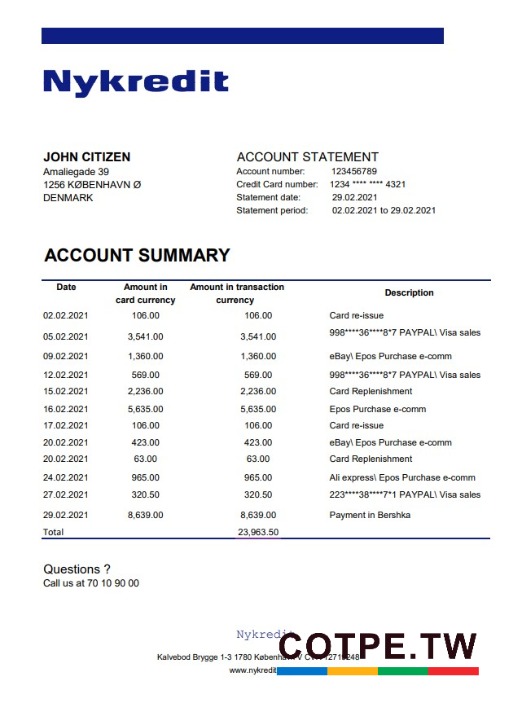 Nykredit
JOHN CITIZEN
Amaliegade 39
1256 KØBENHAVN Ø
DENMARK
ACCOUNT STATEMENT
Account number: 123456789
Credit Card number: 1234 **** **** 4321
Statement date: 29.02.2021
Statement period: 02.02.2021 to 29.02.2021
ACCOUNT SUMMARY
Date Amount in card currency Amount in transaction currency Description
02.02.2021 106.00 106.00 Card re-issue
05.02.2021 3,541.00 3,541.00 998****36****8*7 PAYPAL\ Visa sales
09.02.2021 1,360.00 1,360.00 eBay\ Epos Purchase e-comm
12.02.2021 569.00 569.00 998****36****8*7 PAYPAL\ Visa sales
15.02.2021 2,236.00 2,236.00 Card Replenishment
16.02.2021 5,635.00 5,635.00 Epos Purchase e-comm
17.02.2021 106.00 106.00 Card re-issue
20.02.2021 423.00 423.00 eBay\ Epos Purchase e-comm
20.02.2021 63.00 63.00 Card Replenishment
24.02.2021 965.00 965.00 Ali express\ Epos Purchase e-comm
27.02.2021 320.50 320.50 223****38****7*1 PAYPAL\ Visa sales
29.02.2021 8,639.00 8,639.00 Payment in Bershka
Total 23,963.50
Questions ?
Call us at 70 10 90 00
Nykredit
COTPE.TW
Kalvebod Brygge 1-3 1780 København V
www.nykredit